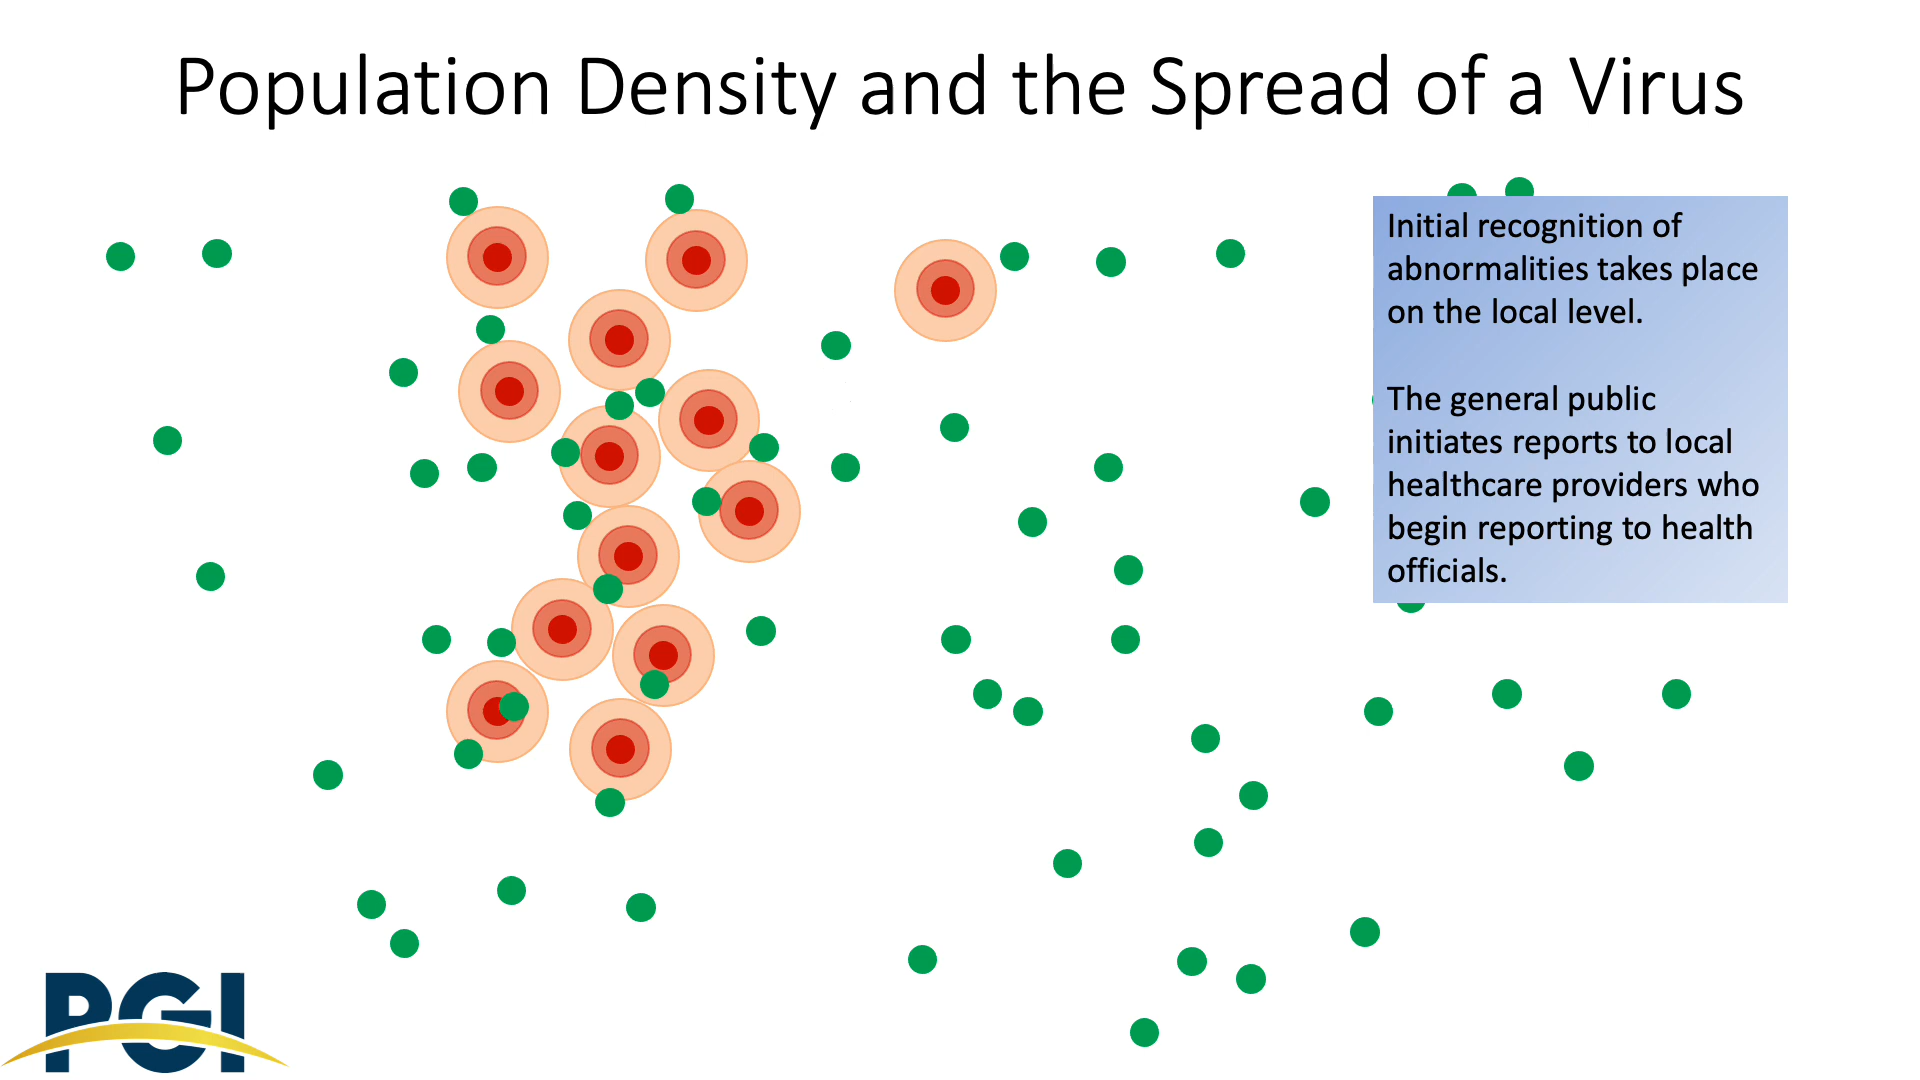 Population Density and the Spread of a Virus
Initial recognition of
abnormalities takes place
on the local level.
The general public
initiates reports to local
healthcare providers who
begin reporting to health
officials.
PGI